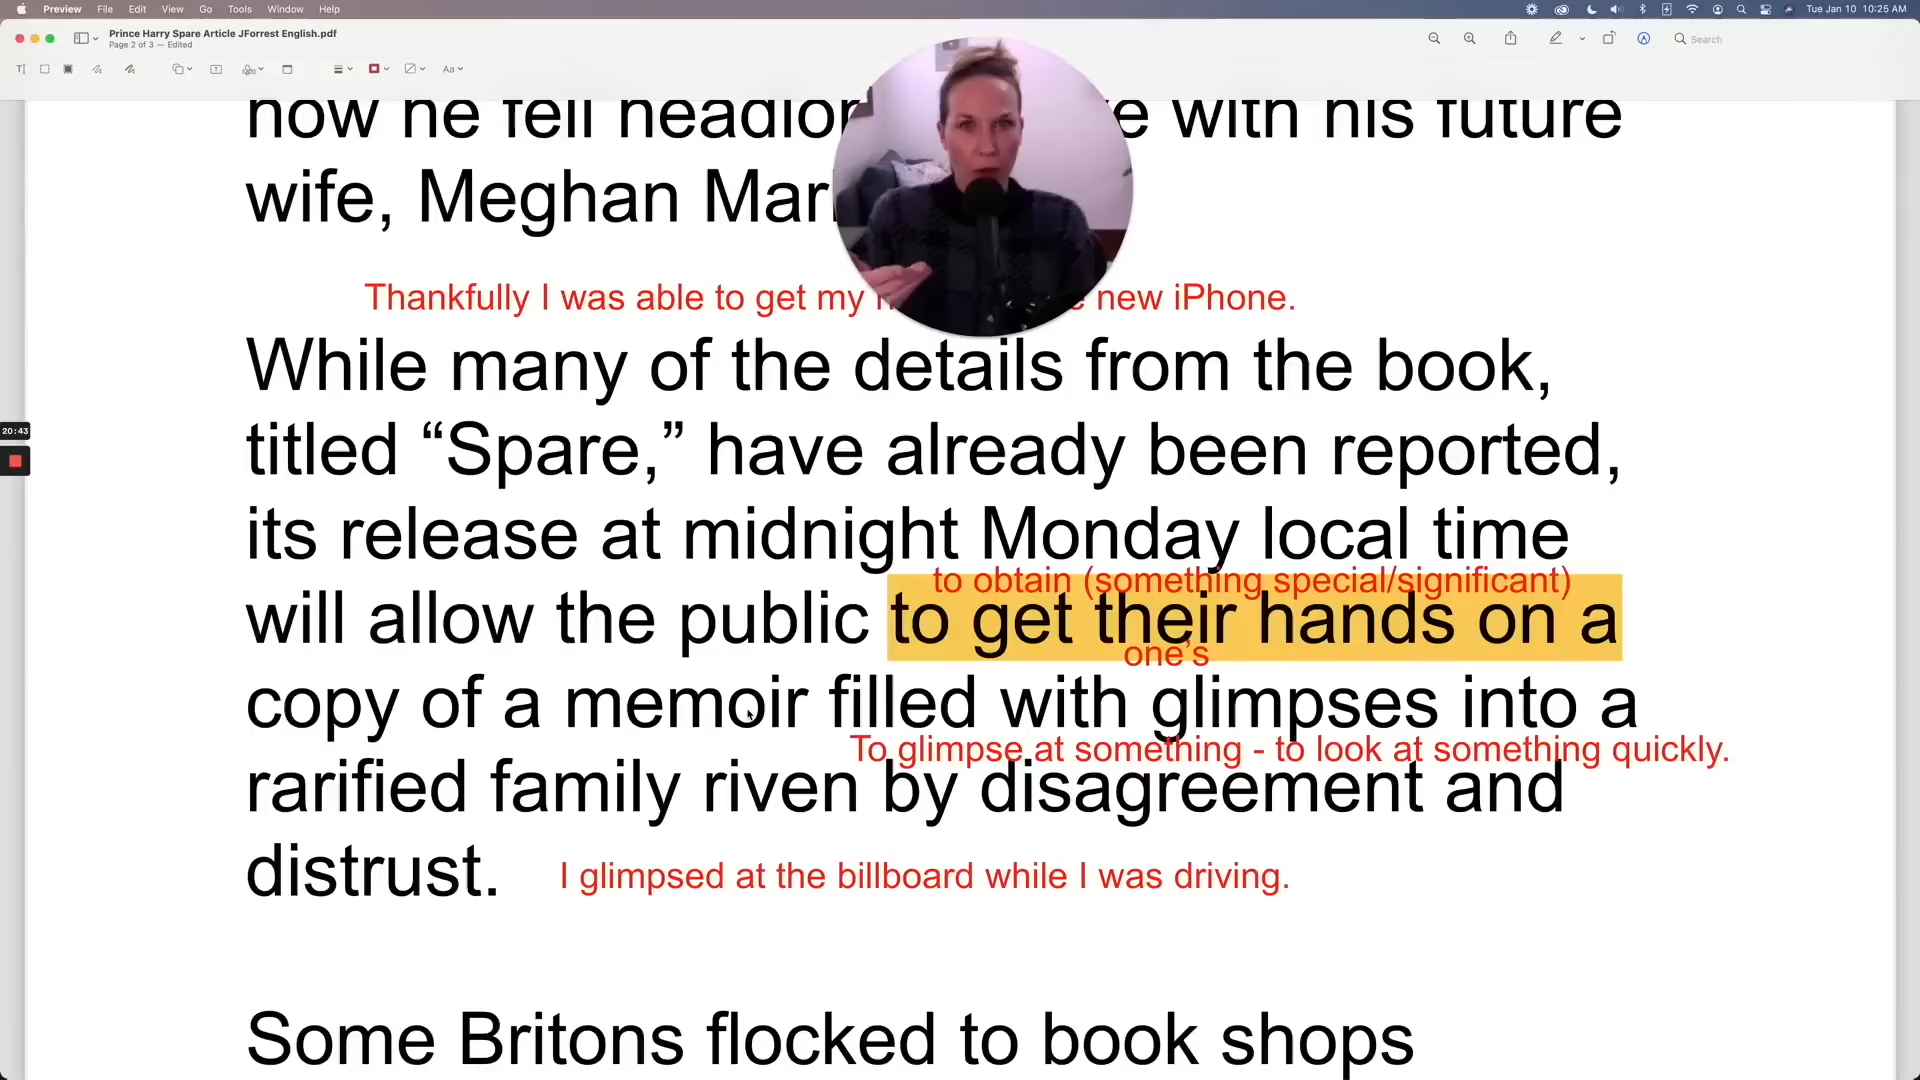 Preview File Edit View Go Tools Window Help Tue Jan 10 10:25 AM
Prince Harry Spare Article JForrest English.pdf
Page 2 of 3 — Edited
Search
Aa
how he fell with his future
wife, Meghan
Thankfully I was able to get my new iPhone.
While many of the details from the book,
titled “Spare,” have already been reported,
20:43
its release at midnight Monday local time
to obtain (something special/significant)
will allow the public to get their hands on a
one's
copy of a memoir filled with glimpses into a
To glimpse at something - to look at something quickly.
rarified family riven by disagreement and
distrust. I glimpsed at the billboard while I was driving.
Some Britons flocked to book shops